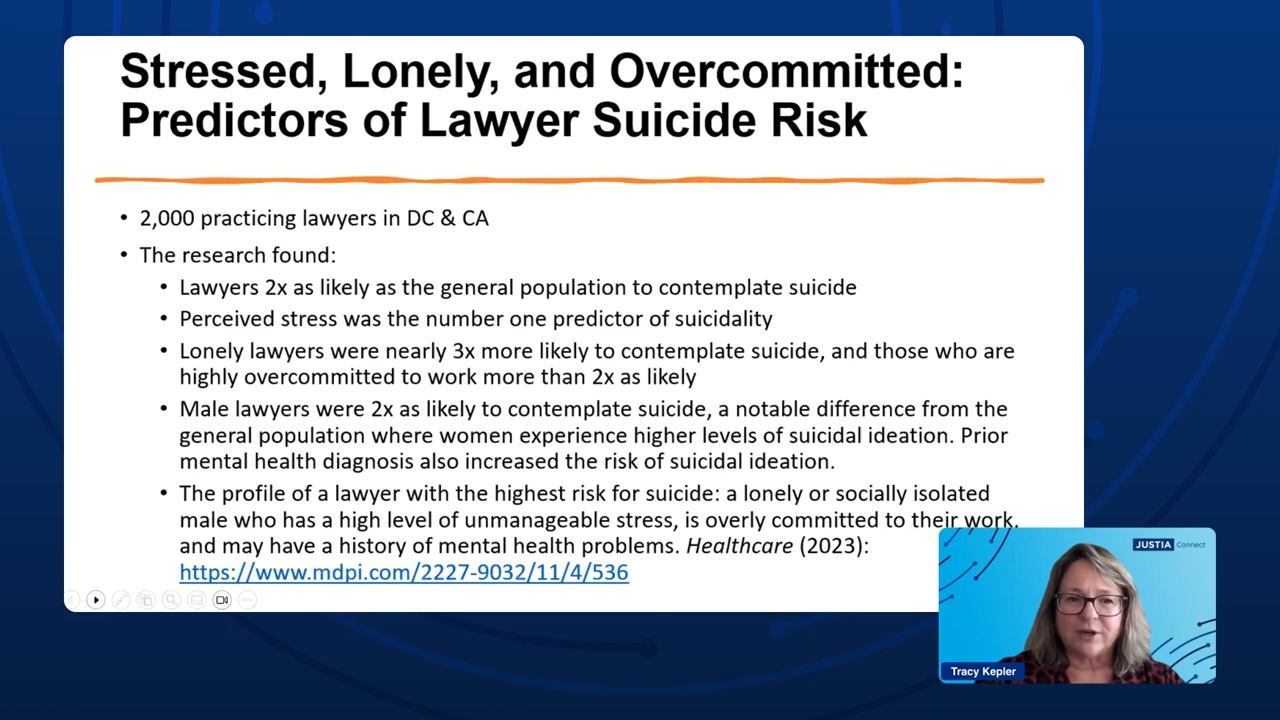 Stressed, Lonely, and Overcommitted:
Predictors of Lawyer Suicide Risk
• 2,000 practicing lawyers in DC & CA
• The research found:
• Lawyers 2x as likely as the general population to contemplate suicide
• Perceived stress was the number one predictor of suicidality
• Lonely lawyers were nearly 3x more likely to contemplate suicide, and those who are
highly overcommitted to work more than 2x as likely
• Male lawyers were 2x as likely to contemplate suicide, a notable difference from the
general population where women experience higher levels of suicidal ideation. Prior
mental health diagnosis also increased the risk of suicidal ideation.
• The profile of a lawyer with the highest risk for suicide: a lonely or socially isolated
male who has a high level of unmanageable stress, is overly committed to their work,
and may have a history of mental health problems. Healthcare (2023):
https://www.mdpi.com/2227-9032/11/4/536
JUSTIA Connect
Tracy Kepler